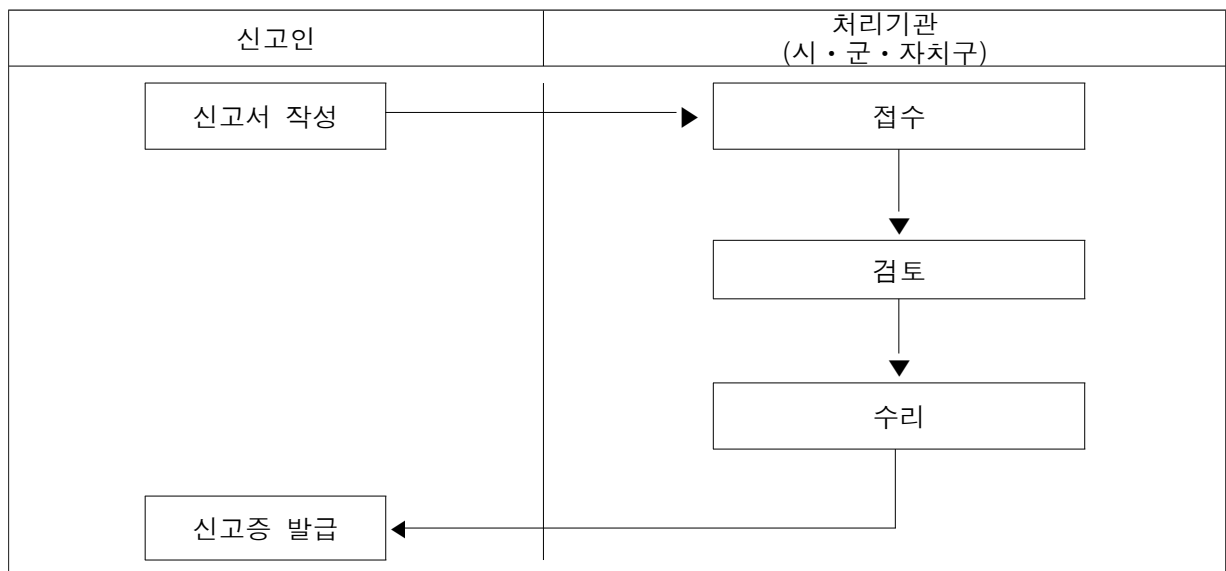 신고인
처리기관
(시・군・자치구)
신고서 작성
접수
검토
수리
신고증 발급